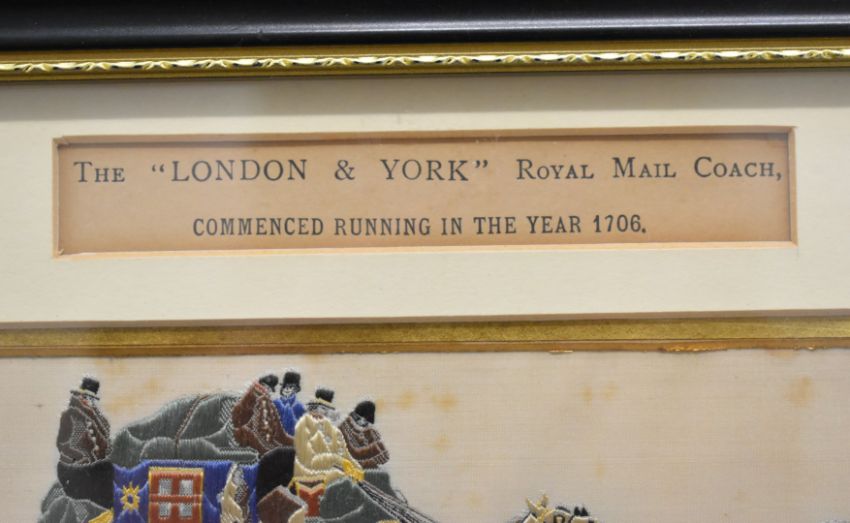 The "LONDON & YORK" Royal Mail Coach,
COMMENCED RUNNING IN THE YEAR 1706.